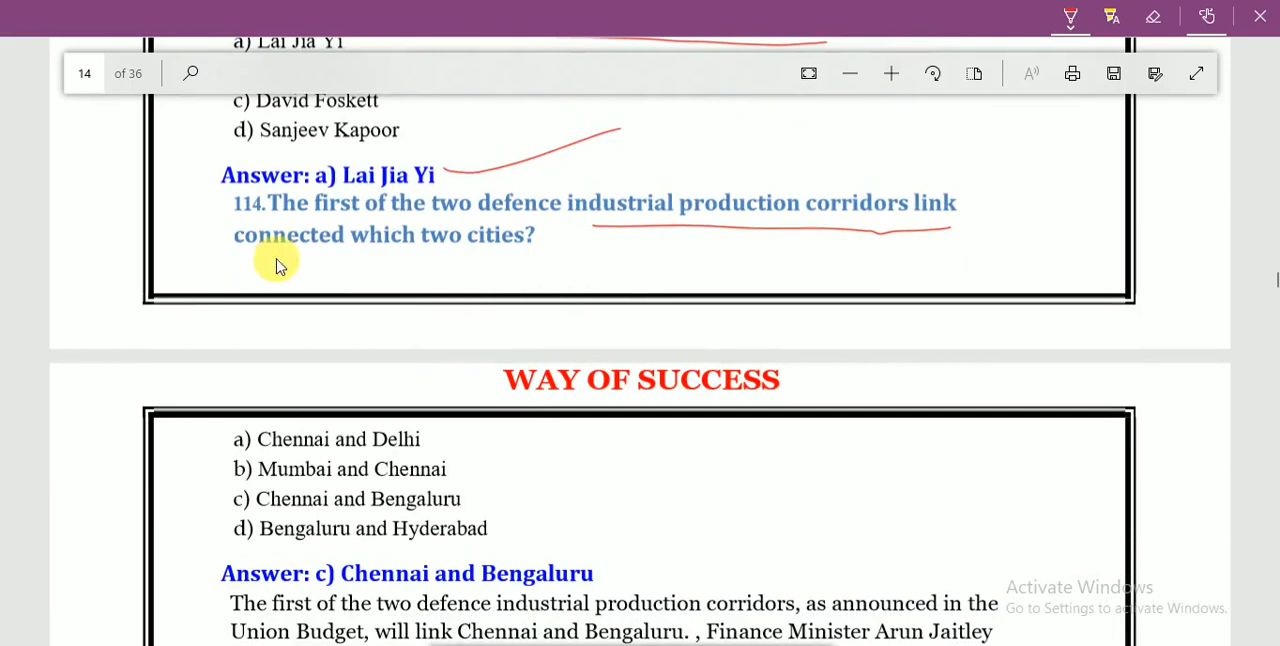 a) Lai Jia Yi
14 of 36
c) David Foskett
d) Sanjeev Kapoor
Answer: a) Lai Jia Yi
114.The first of the two defence industrial production corridors link
connected which two cities?
WAY OF SUCCESS
a) Chennai and Delhi
b) Mumbai and Chennai
c) Chennai and Bengaluru
d) Bengaluru and Hyderabad
Answer: c) Chennai and Bengaluru
The first of the two defence industrial production corridors, as announced in the
Union Budget, will link Chennai and Bengaluru. , Finance Minister Arun Jaitley
Activate Windows
Go to Settings to activate Windows.